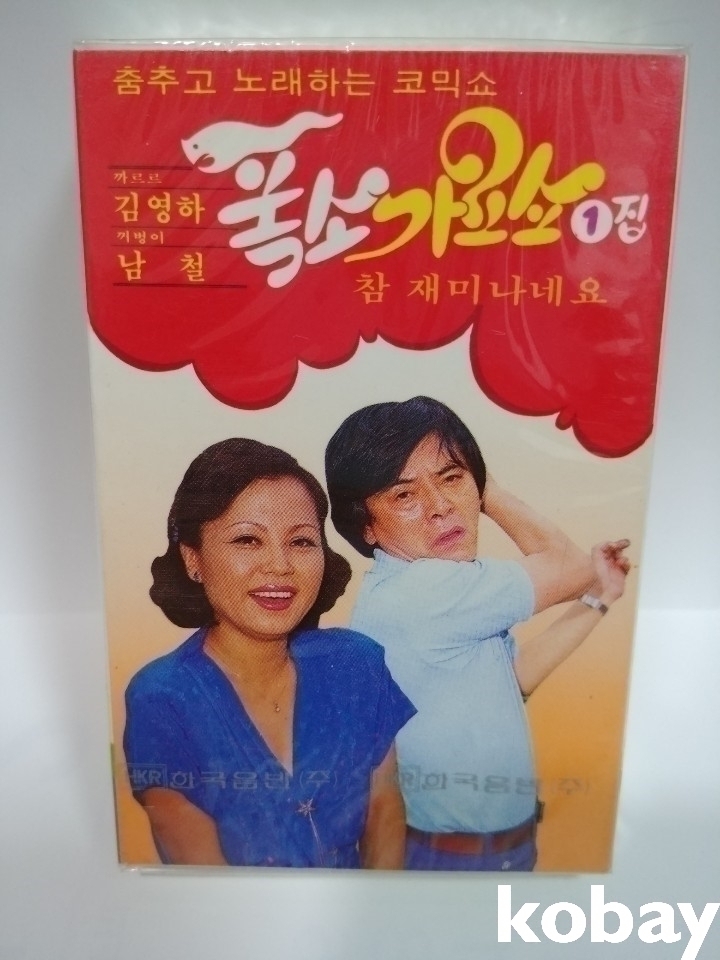 춤추고 노래하는 코믹쇼
까르르
김영하
꺼벙이
남 철
폭소 가요쇼 1집
참 재미나네요
HKR 한국음반(주)
HKR 한국음반(주)
kobay